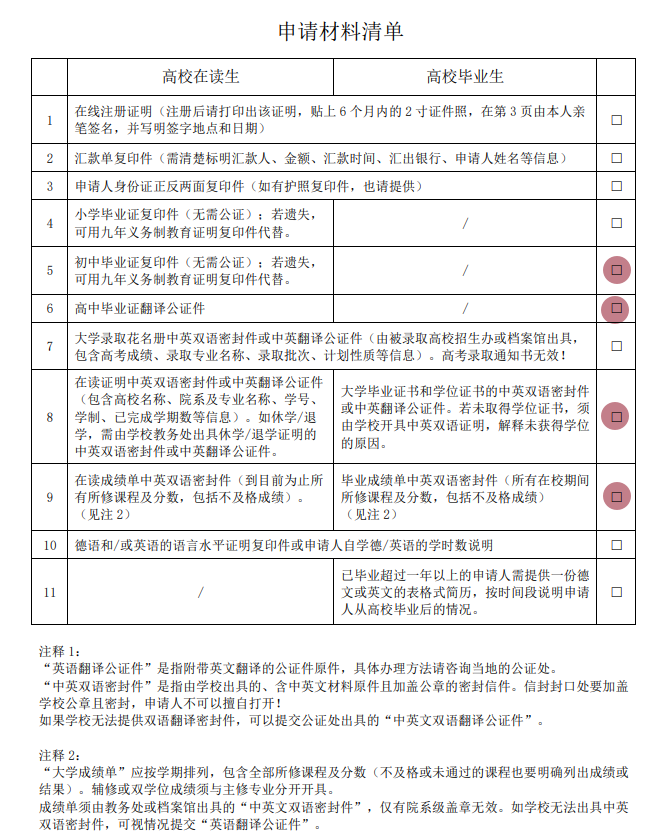 申请材料清单
高校在读生
高校毕业生
1
在线注册证明（注册后请打印出该证明，贴上 6 个月内的 2 寸证件照，在第 3 页由本人亲
笔签名，并写明签字地点和日期）
□
2
汇款单复印件（需清楚标明汇款人、金额、汇款时间、汇出银行、申请人姓名等信息）
□
3
申请人身份证正反两面复印件（如有护照复印件，也请提供）
□
4
小学毕业证复印件（无需公证）；若遗失，
可用九年义务制教育证明复印件代替。
/
□
5
初中毕业证复印件（无需公证）；若遗失，
可用九年义务制教育证明复印件代替。
/
□
6
高中毕业证翻译公证件
/
□
7
大学录取花名册中英双语密封件或中英翻译公证件（由被录取高校招生办或档案馆出具，
包含高考成绩、录取专业名称、录取批次、计划性质等信息）。高考录取通知书无效！
□
8
在读证明中英双语密封件或中英翻译公证件
（包含高校名称、院系及专业名称、学号、
学制、已完成学期数等信息）。如休学/退
学，需由学校教务处出具休学/退学证明的
中英双语密封件或中英翻译公证件。
大学毕业证书和学位证书的中英双语密封件
或中英翻译公证件。若未取得学位证书，须
由学校开具中英双语证明，解释未获得学位
的原因。
□
9
在读成绩单中英双语密封件（到目前为止所
有所修课程及分数，包括不及格成绩）。
（见注 2）
毕业成绩单中英双语密封件（所有在校期间
所修课程及分数，包括不及格成绩）
（见注 2）
□
10
德语和/或英语的语言水平证明复印件或申请人自学德/英语的学时数说明
□
11
/
已毕业超过一年以上的申请人需提供一份德
文或英文的表格式简历，按时间段说明申请
人从高校毕业后的情况。
□
注释 1：
“英语翻译公证件”是指附带英文翻译的公证件原件，具体办理方法请咨询当地的公证处。
“中英双语密封件”是指由学校出具的、含中英文材料原件且加盖公章的密封信件。信封封口处要加盖
学校公章且密封，申请人不可以擅自打开！
如果学校无法提供双语翻译密封件，可以提交公证处出具的“中英文双语翻译公证件”。
注释 2：
“大学成绩单”应按学期排列，包含全部所修课程及分数（不及格或未通过的课程也要明确列出成绩或
结果）。辅修或双学位成绩须与主修专业分开开具。
成绩单须由教务处或档案馆出具的“中英文双语密封件”，仅有院系级盖章无效。如学校无法出具中英
双语密封件，可视情况提交“英语翻译公证件”。